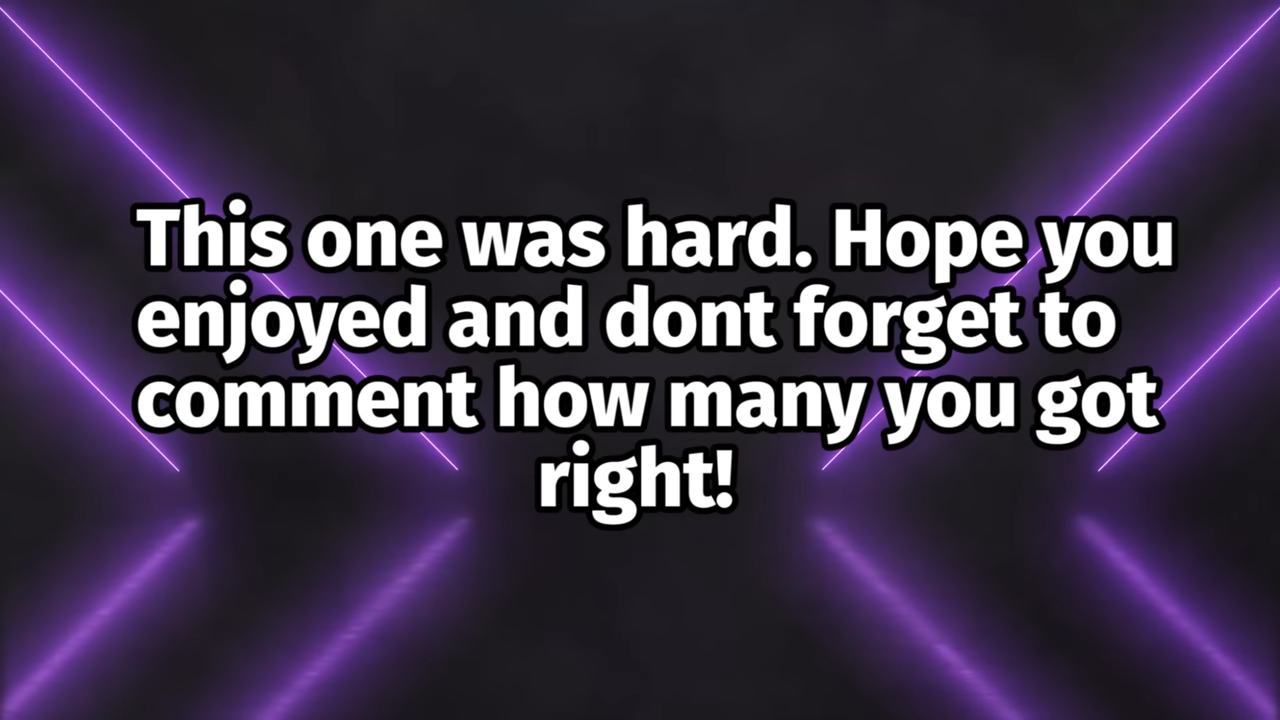 This one was hard. Hope you
enjoyed and dont forget to
comment how many you got
right!